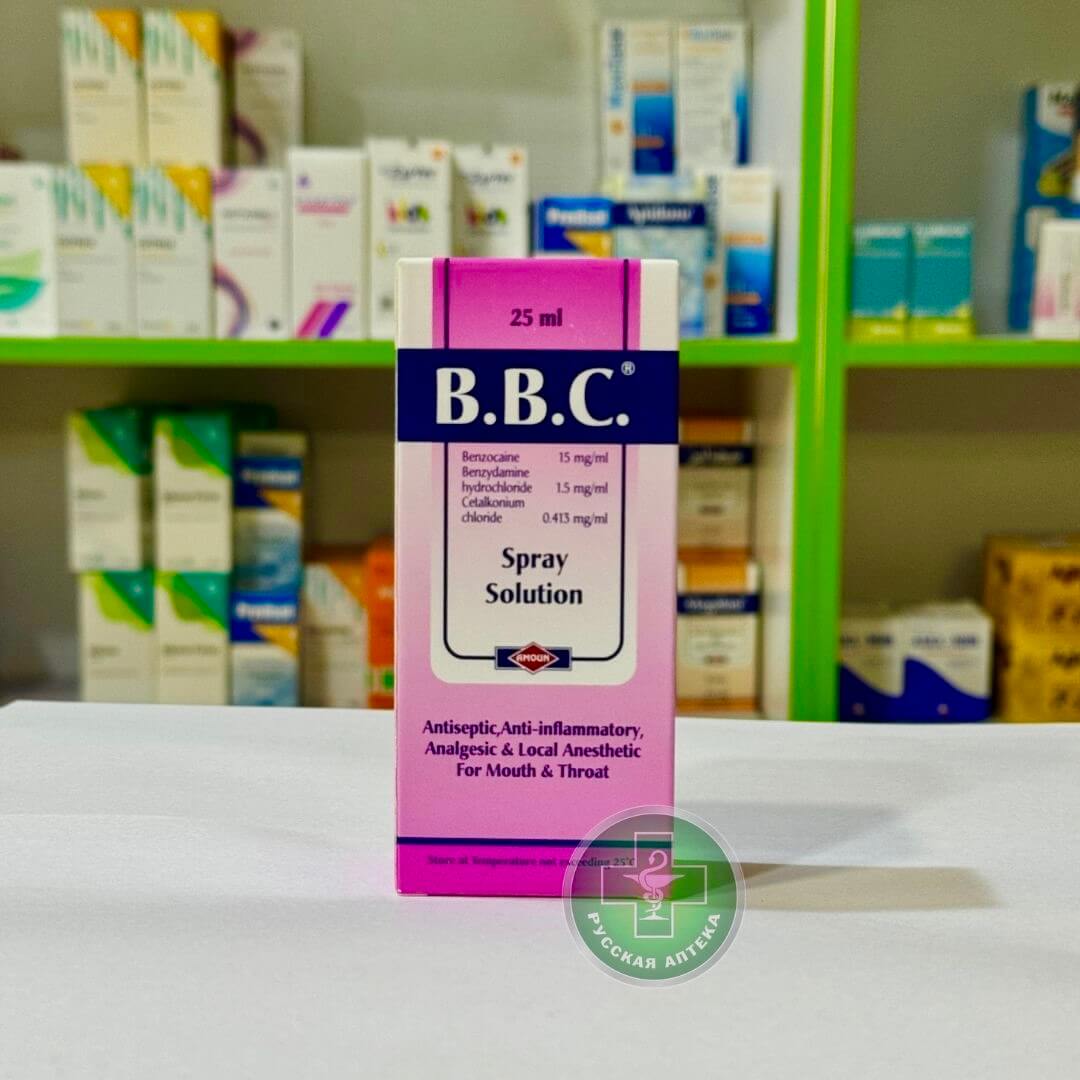 25 ml
B.B.C.®
Benzocaine 15 mg/ml
Benzydamine
hydrochloride 1.5 mg/ml
Cetalkonium
chloride 0.413 mg/ml
Spray
Solution
AMOUN
Antiseptic,Anti-inflammatory,
Analgesic & Local Anesthetic
For Mouth & Throat
Store at Temperature not exceeding 25°C
РУССКАЯ АПТЕКА